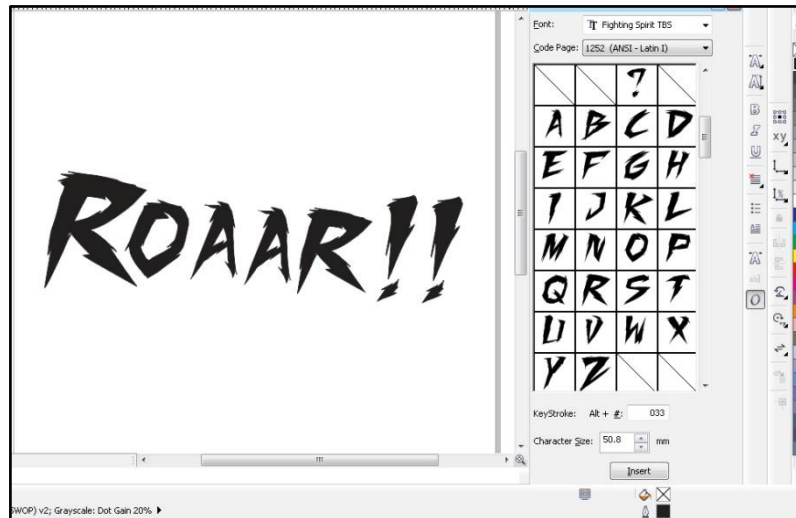 ROAAR!!
Font: Fighting Spirit TBS
Code Page: 1252 (ANSI - Latin I)
?
A B C D
E F G H
I J K L
M N O P
Q R S T
U V W X
Y Z
KeyStroke: Alt + #: 033
Character Size: 50.8 mm
Insert
B
U
xy
O
SWOP) v2; Grayscale: Dot Gain 20%